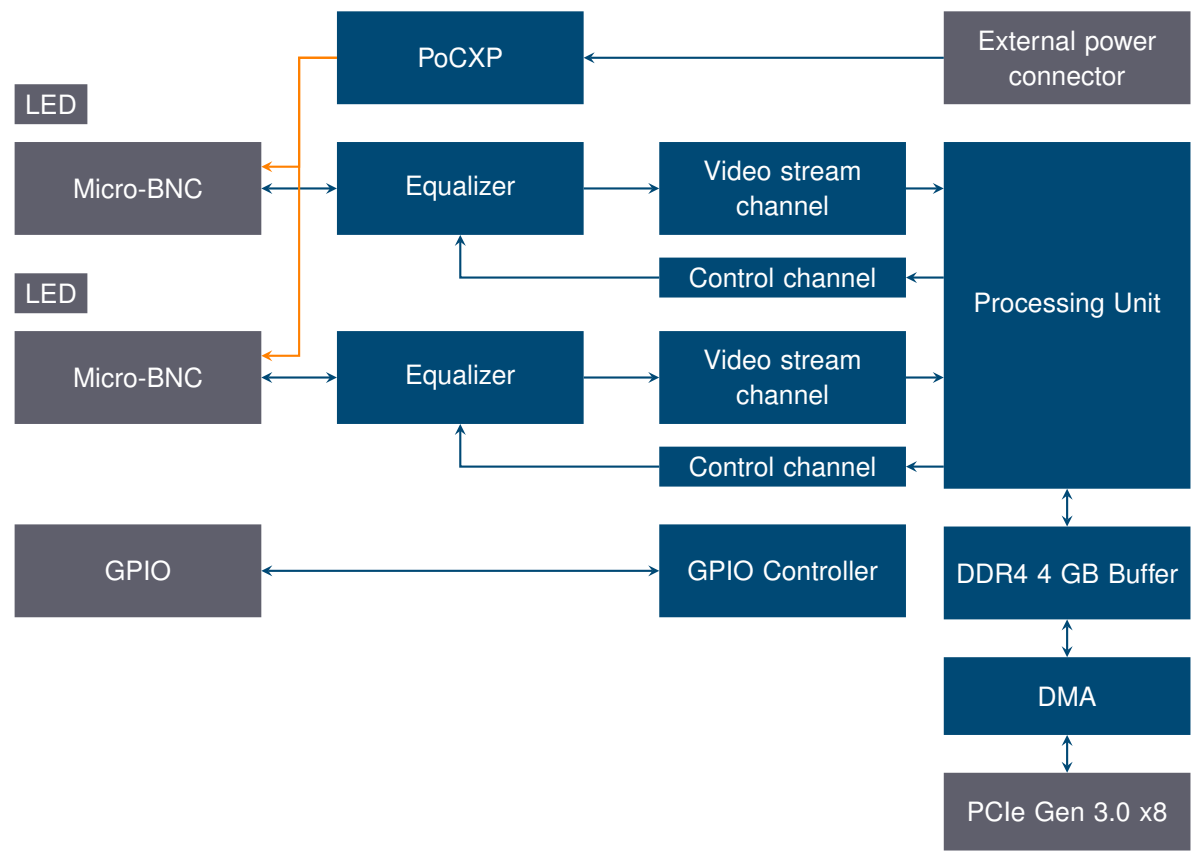 PoCXP
External power
connector
LED
Micro-BNC
Equalizer
Video stream
channel
Control channel
Processing Unit
LED
Micro-BNC
Equalizer
Video stream
channel
Control channel
GPIO
GPIO Controller
DDR4 4 GB Buffer
DMA
PCIe Gen 3.0 x8